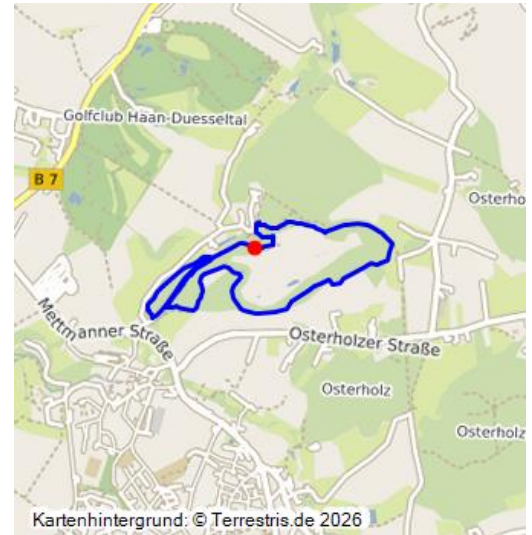 Golfclub Haan-Duesseltal
B 7
Osterho
Mettmanner Straße
Osterholzer Straße
Osterholz
Osterholz
Kartenhintergrund: © Terrestris.de 2026